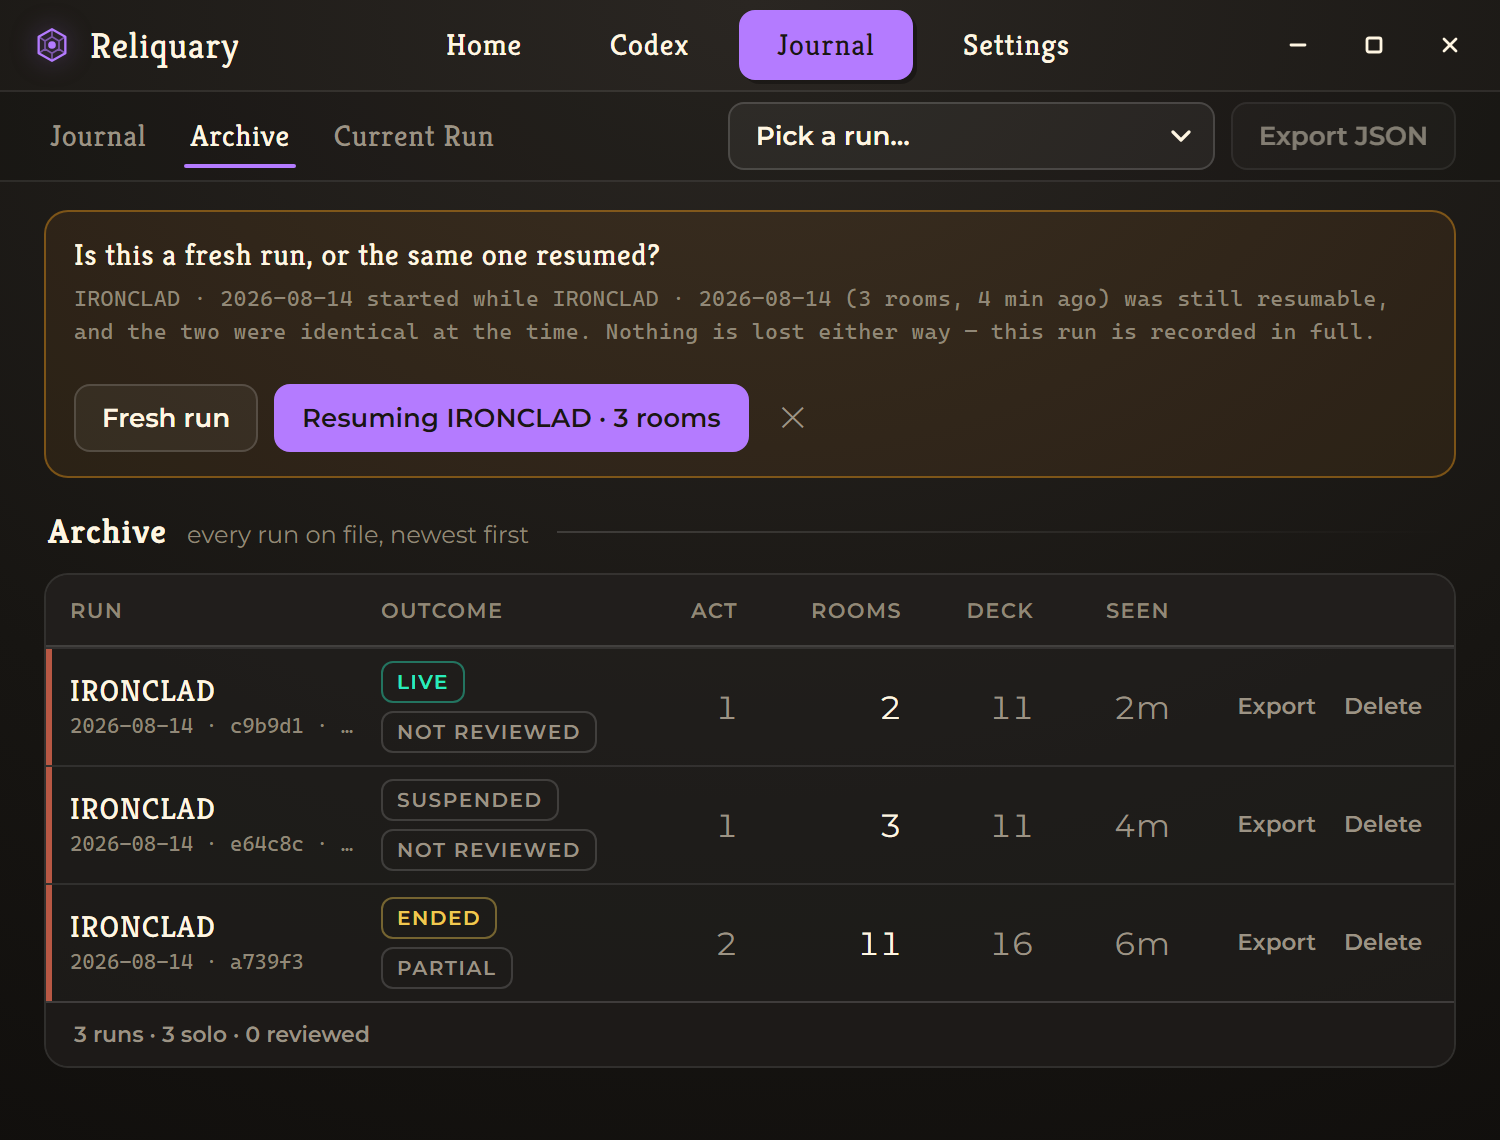 Reliquary
Home
Codex
Journal
Settings
Journal
Archive
Current Run
Pick a run...
Export JSON
Is this a fresh run, or the same one resumed?
IRONCLAD · 2026-08-14 started while IRONCLAD · 2026-08-14 (3 rooms, 4 min ago) was still resumable,
and the two were identical at the time. Nothing is lost either way — this run is recorded in full.
Fresh run
Resuming IRONCLAD · 3 rooms
Archive every run on file, newest first
RUN OUTCOME ACT ROOMS DECK SEEN
IRONCLAD
2026-08-14 · c9b9d1 · …
LIVE
NOT REVIEWED
1 2 11 2m Export Delete
IRONCLAD
2026-08-14 · e64c8c · …
SUSPENDED
NOT REVIEWED
1 3 11 4m Export Delete
IRONCLAD
2026-08-14 · a739f3
ENDED
PARTIAL
2 11 16 6m Export Delete
3 runs · 3 solo · 0 reviewed